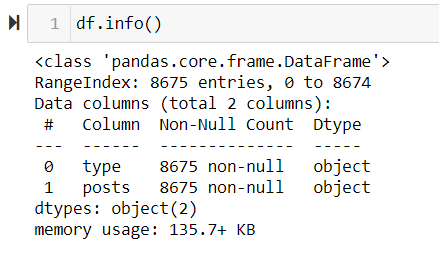 1 df.info()
<class 'pandas.core.frame.DataFrame'>
RangeIndex: 8675 entries, 0 to 8674
Data columns (total 2 columns):
 #   Column  Non-Null Count  Dtype
---  ------  --------------  -----
 0   type    8675 non-null   object
 1   posts   8675 non-null   object
dtypes: object(2)
memory usage: 135.7+ KB